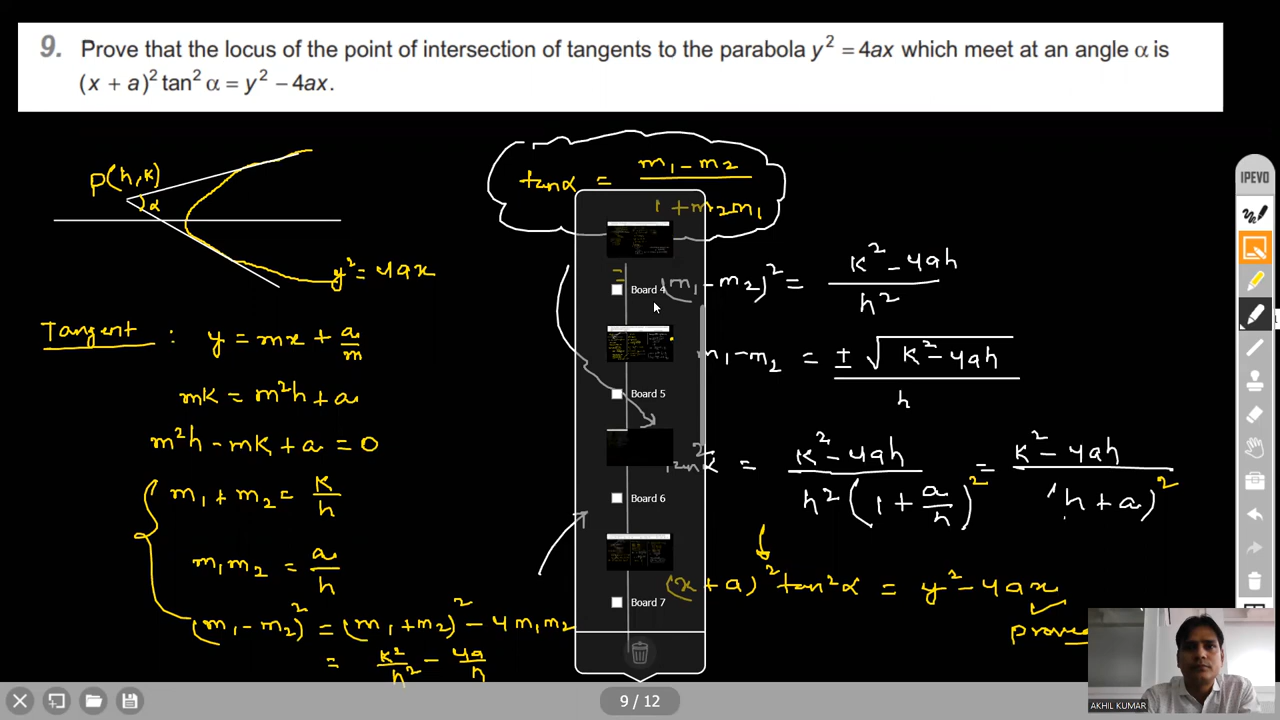 9. Prove that the locus of the point of intersection of tangents to the parabola y² = 4ax which meet at an angle α is
(x + a)² tan² α = y² − 4ax.
P(h,k)
α
y² = 4ax
Tangent : y = mx + a/m
mk = m²h + a
m²h − mk + a = 0
m₁ + m₂ = k/h
m₁m₂ = a/h
(m₁ − m₂)² = (m₁ + m₂)² − 4m₁m₂
= k²/h² − 4a/h
tanα = (m₁ − m₂)/(1 + m₂m₁)
(m₁ − m₂)² = (k² − 4ah)/h²
m₁ − m₂ = ± √(k² − 4ah)/h
tan²α = (k² − 4ah)/(h²(1 + a/h)²) = (k² − 4ah)/(h + a)²
(x + a)² tan²α = y² − 4ax
Board 4
Board 5
Board 6
Board 7
IPEVO
9 / 12
AKHIL KUMAR